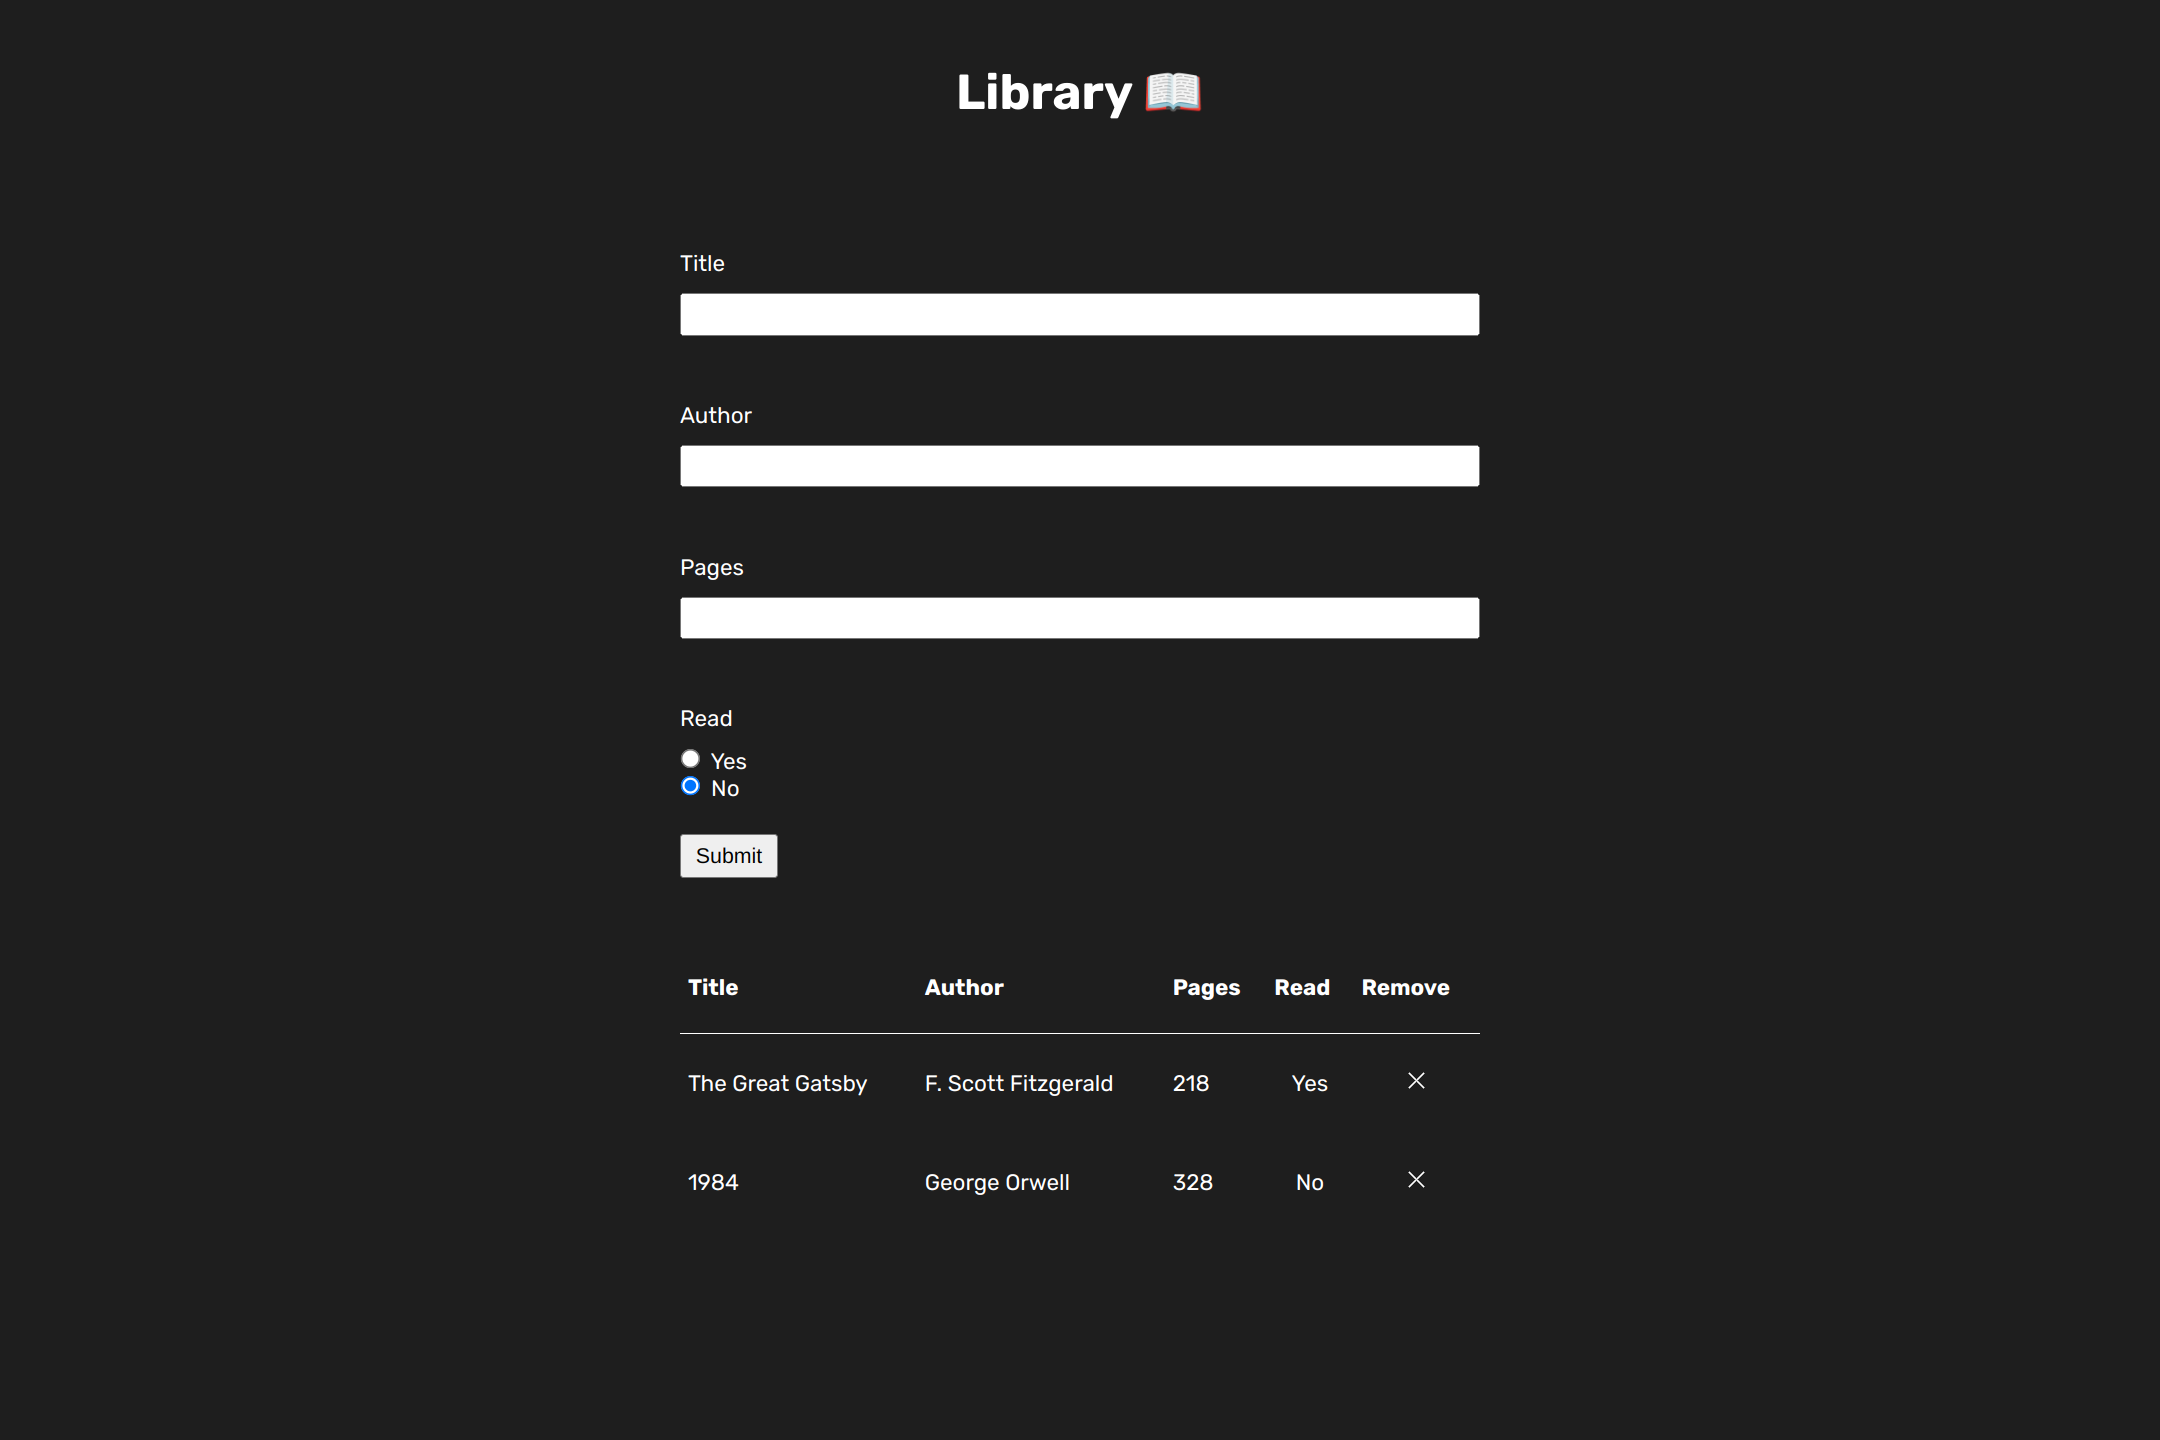 Library 📖
Title
Author
Pages
Read
Yes
No
Submit
Title Author Pages Read Remove
The Great Gatsby F. Scott Fitzgerald 218 Yes
1984 George Orwell 328 No